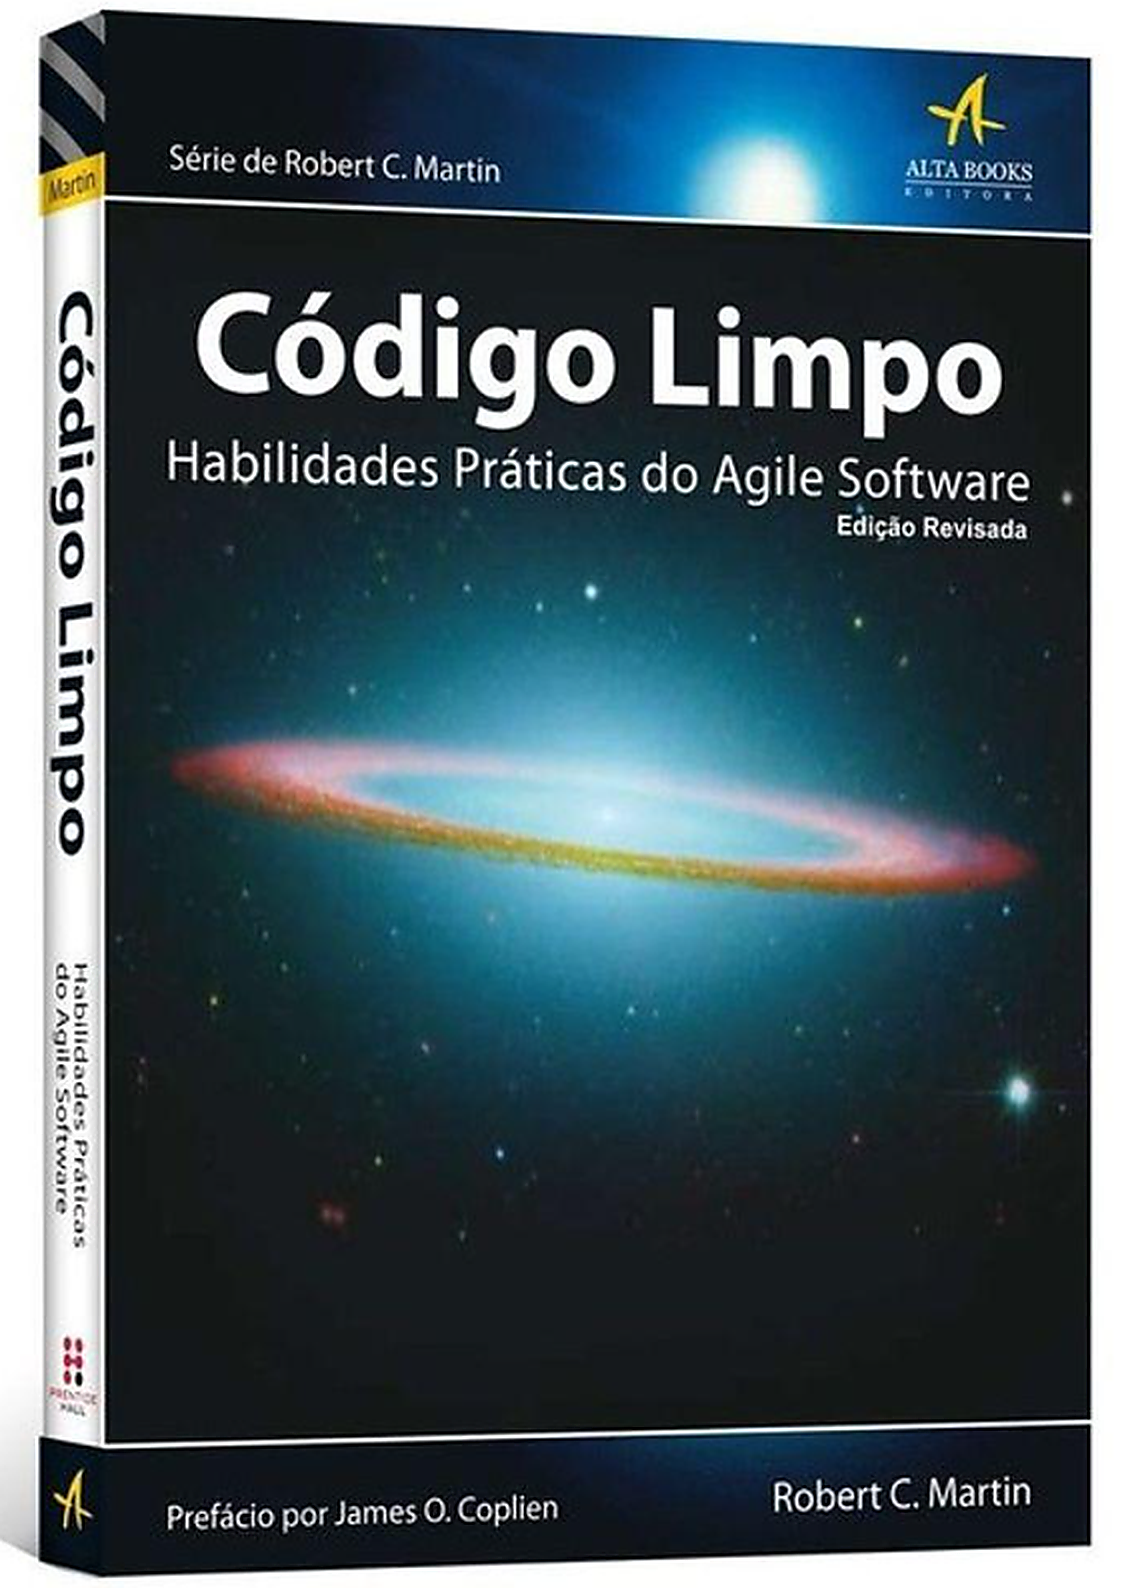 Série de Robert C. Martin
ALTA BOOKS
EDITORA
Código Limpo
Habilidades Práticas do Agile Software
Edição Revisada
Prefácio por James O. Coplien
Robert C. Martin
Martin
Código Limpo
Habilidades Práticas
do Agile Software
PRENTICE
HALL